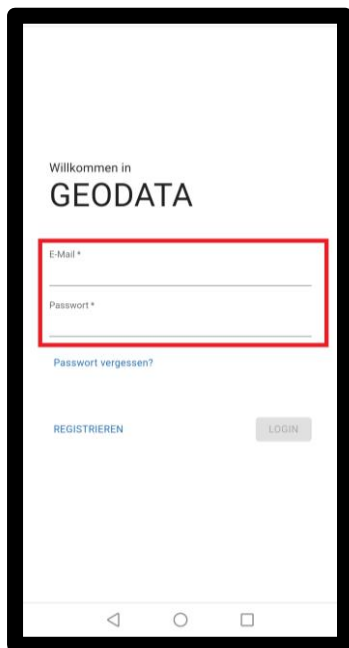 Willkommen in
GEODATA
E-Mail *
Passwort *
Passwort vergessen?
REGISTRIEREN
LOGIN